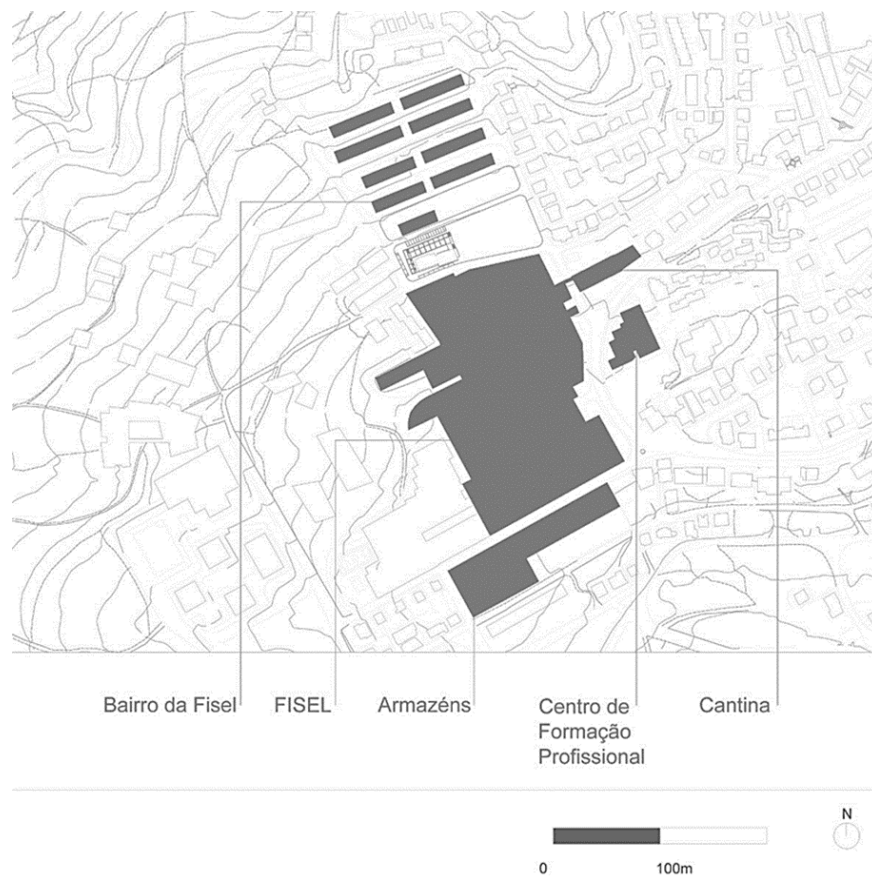 Bairro da Fisel
FISEL
Armazéns
Centro de
Formação
Profissional
Cantina
N
0
100m